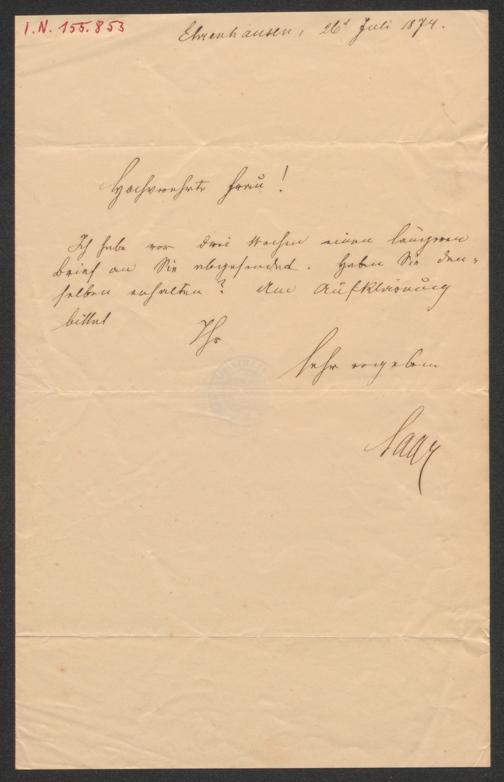 I.N. 155.853
Ehrenhausen, 26t Juli 1874.
Hochverehrte Frau!
Ich habe vor drei Wochen einen längeren
Brief an Sie abgesendet. Haben Sie den-
selben erhalten? Um Aufklärung
bittet
Ihr
sehr ergebener
Saar